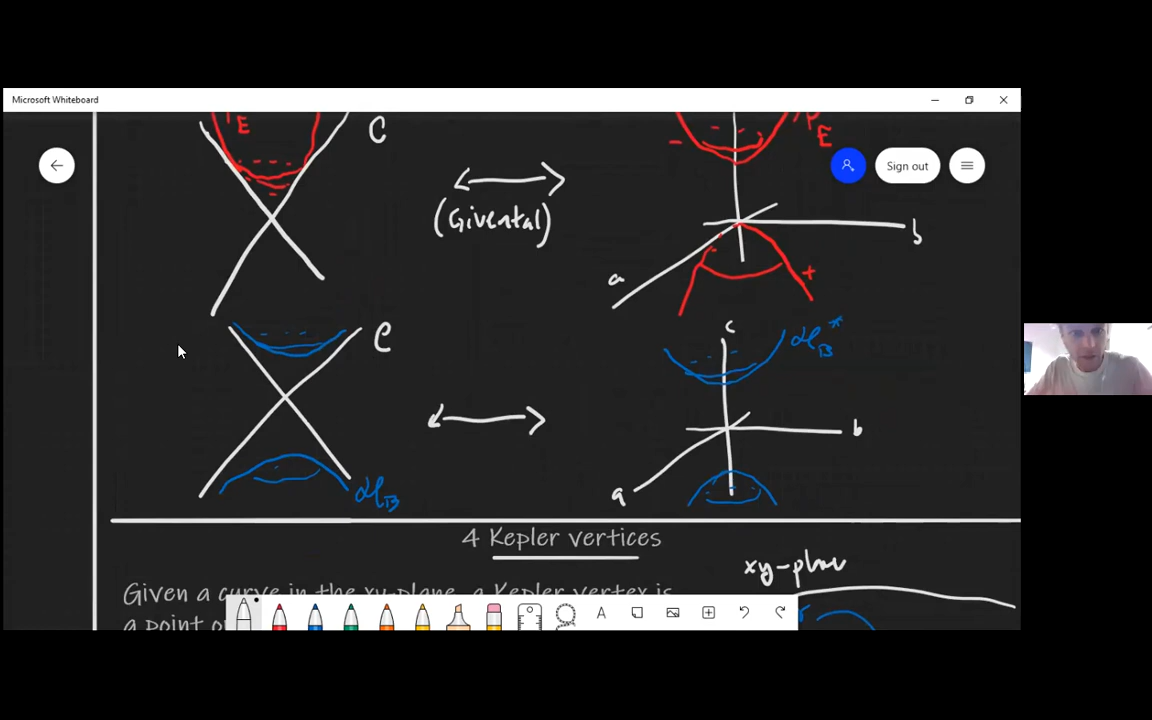 Microsoft Whiteboard
Sign out
P E
C
(Givental)
P E
-
+
a
b
C
c
b
a
ℋ B
ℋ B *
4 Kepler vertices
xy-plane
Given a curve in the xy-plane, a Kepler vertex is
a point o